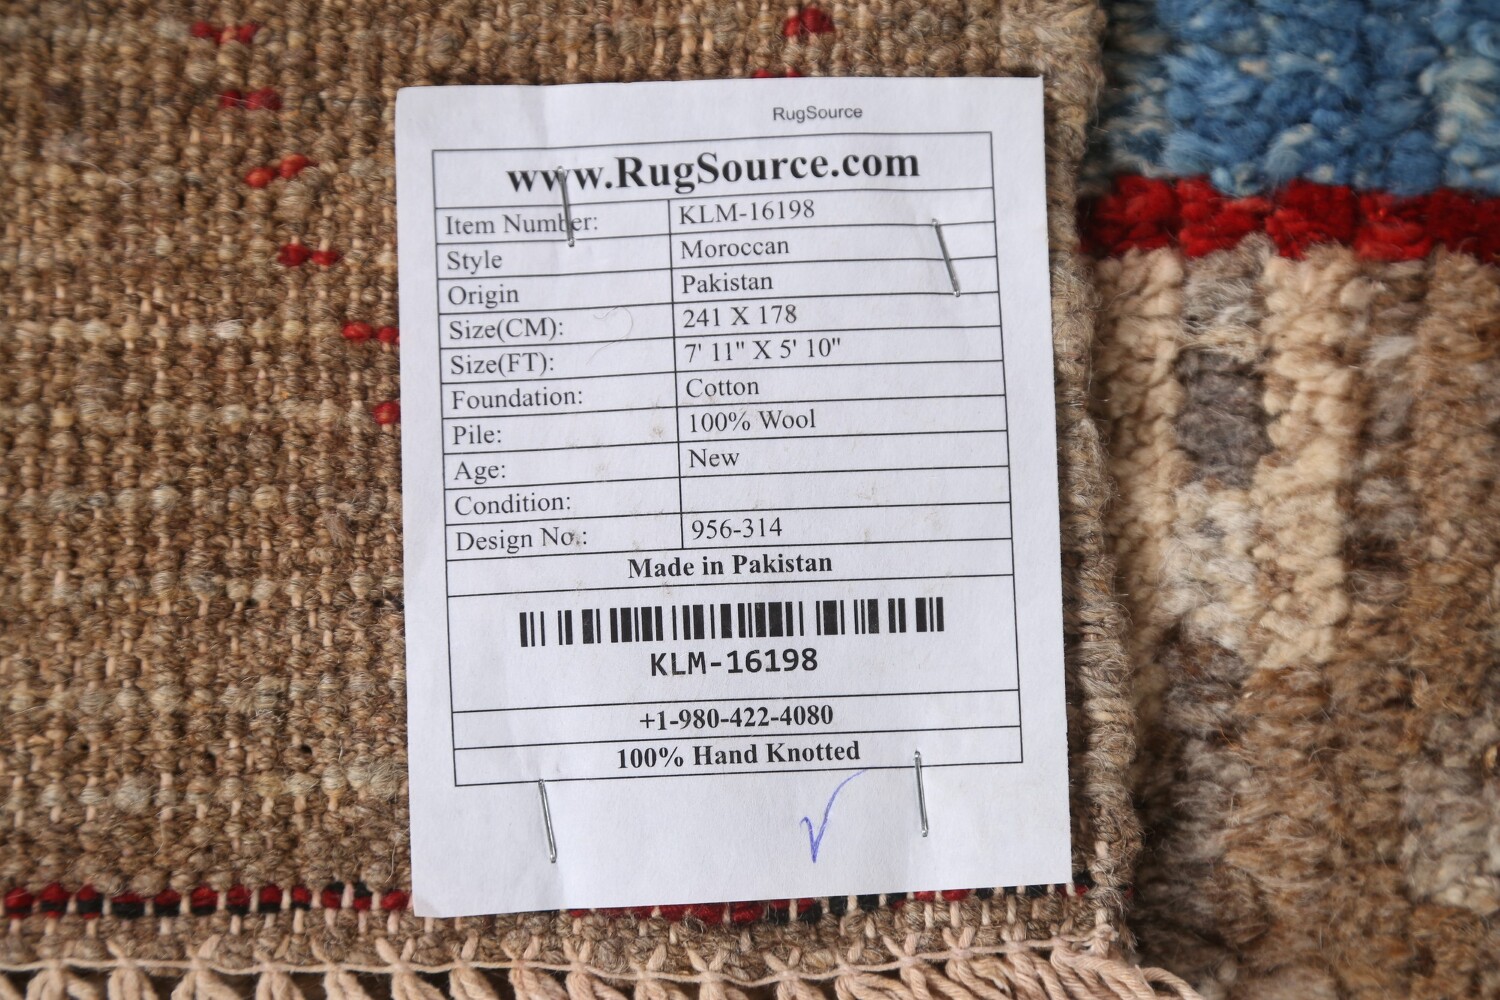 RugSource
www.RugSource.com
Item Number: KLM-16198
Style Moroccan
Origin Pakistan
Size(CM): 241 X 178
Size(FT): 7' 11" X 5' 10"
Foundation: Cotton
Pile: 100% Wool
Age: New
Condition:
Design No.: 956-314
Made in Pakistan
KLM-16198
+1-980-422-4080
100% Hand Knotted